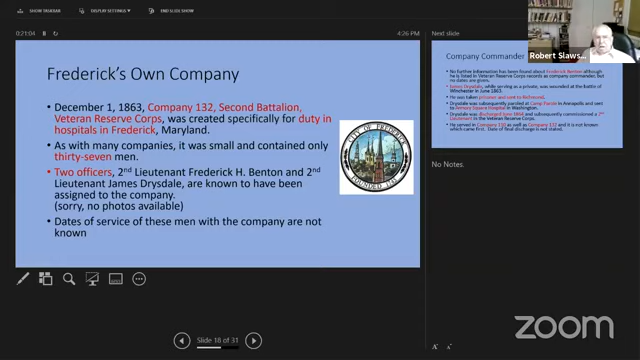 SHOW TASKBAR
DISPLAY SETTINGS
END SLIDE SHOW
0:21:04
4:26 PM
Next slide
Robert Slaws...
Frederick's Own Company
• December 1, 1863, Company 132, Second Battalion,
Veteran Reserve Corps, was created specifically for duty in
hospitals in Frederick, Maryland.
• As with many companies, it was small and contained only
thirty-seven men.
• Two officers, 2nd Lieutenant Frederick H. Benton and 2nd
Lieutenant James Drysdale, are known to have been
assigned to the company.
(sorry, no photos available)
• Dates of service of these men with the company are not
known
CITY OF FREDERICK
FOUNDED 1745
Company Commander
• No further information has been found about Frederick Benton although
he is listed in Veteran Reserve Corps records as company commander, but
no dates are given.
• James Drysdale, while serving as a private, was wounded at the battle of
Winchester in June 1863.
• He was taken prisoner and sent to Richmond.
• Drysdale was subsequently paroled at Camp Parole in Annapolis and sent
to Armory Square Hospital in Washington.
• Drysdale was discharged June 1864 and subsequently commissioned a 2nd
Lieutenant in the Veteran Reserve Corps.
• He served in Company as well as Company 132 and it is not known
which came first. Date of final discharge is not stated.
No Notes.
Slide 18 of 31
zoom